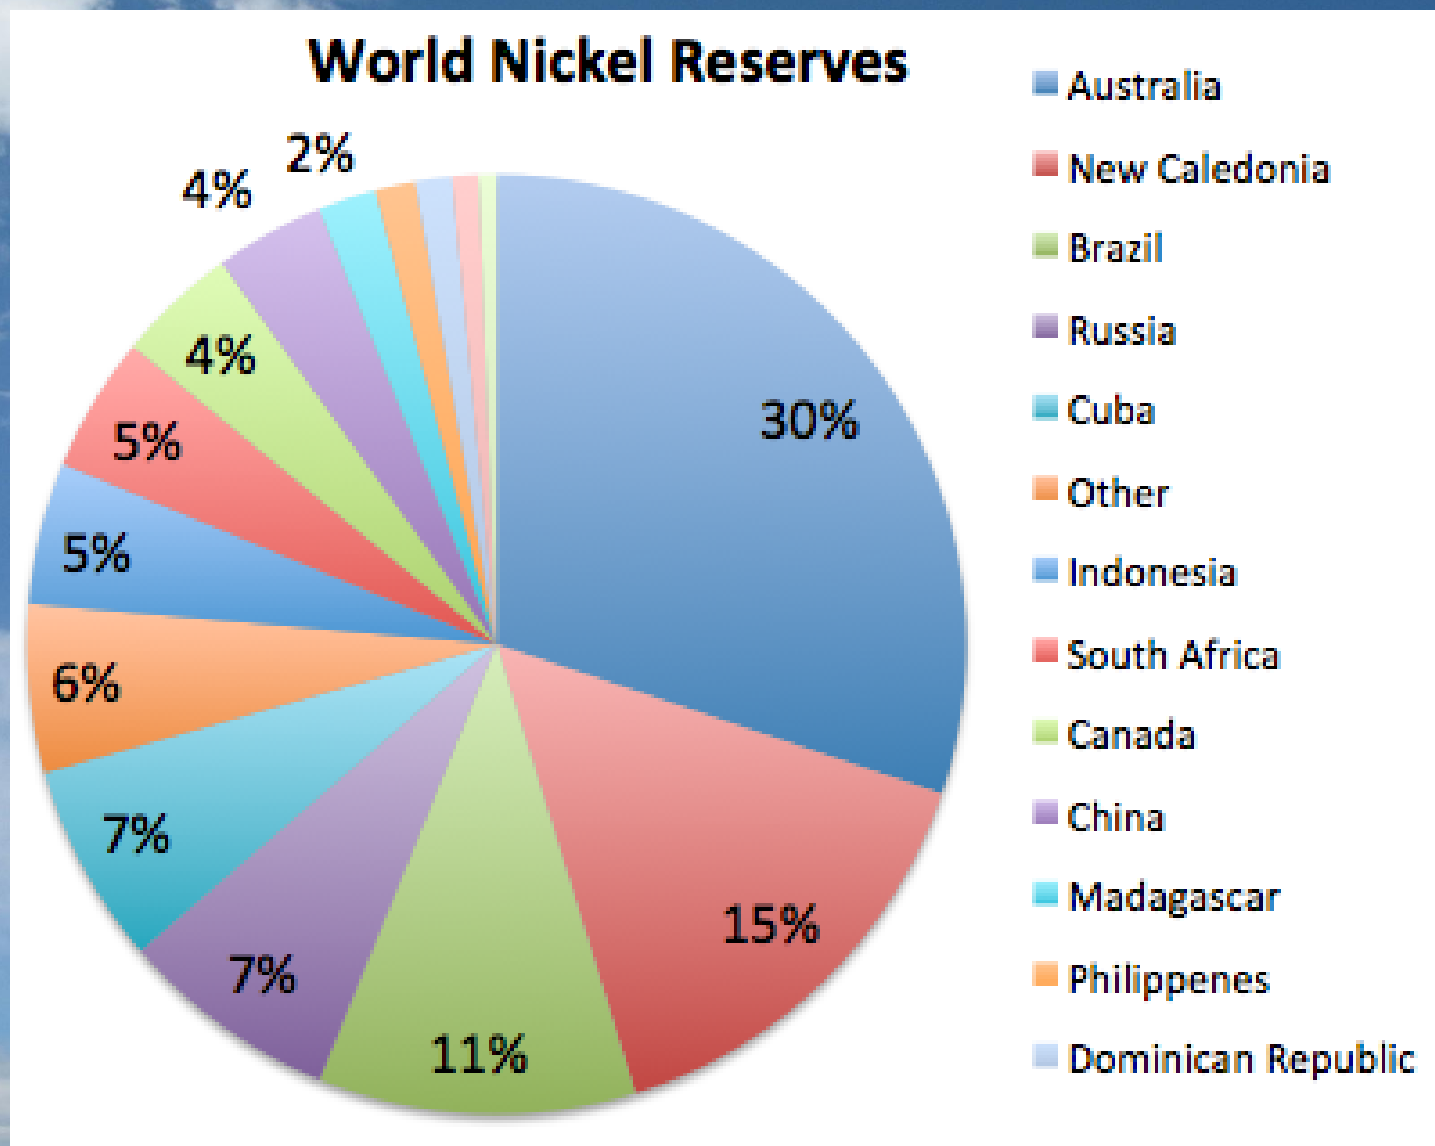 World Nickel Reserves
Australia
New Caledonia
Brazil
Russia
Cuba
Other
Indonesia
South Africa
Canada
China
Madagascar
Philippenes
Dominican Republic
30%
15%
11%
7%
7%
6%
5%
5%
4%
4%
2%